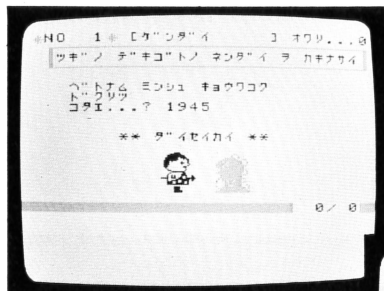 *NO 1* [ゲンダイ ] オワリ...0
ツギノ デキゴトノ ネンダイ ヲ カキナサイ
ベトナム ミンシュ キョウワコク
ドクリツ
コタエ...? 1945
** ダイセイカイ **
0/ 0